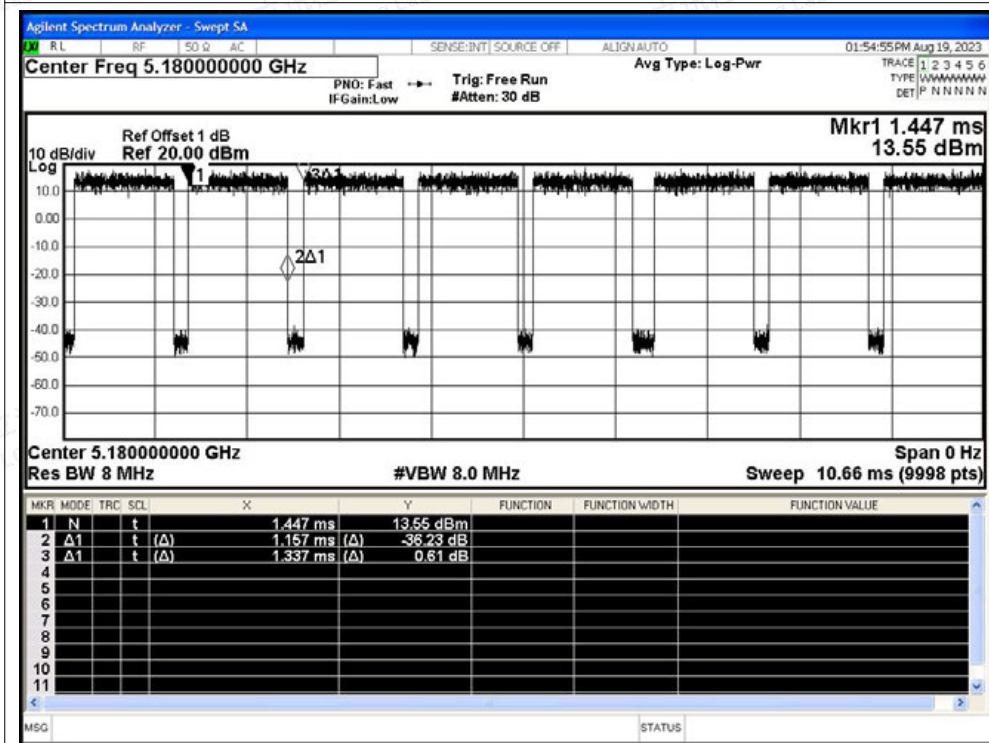 Agilent Spectrum Analyzer - Swept SA
LXI RL RF 50 Ω AC SENSE:INT SOURCE OFF ALIGN AUTO 01:54:55 PM Aug 19, 2023
Center Freq 5.180000000 GHz Avg Type: Log-Pwr TRACE 1 2 3 4 5 6
PNO: Fast Trig: Free Run TYPE WWWWWW
IFGain:Low #Atten: 30 dB DET P N N N N N
Mkr1 1.447 ms
Ref Offset 1 dB
10 dB/div Ref 20.00 dBm 13.55 dBm
Log
1 3Δ1
10.0
0.00
-10.0
2Δ1
-20.0
-30.0
-40.0
-50.0
-60.0
-70.0
Center 5.180000000 GHz Span 0 Hz
Res BW 8 MHz #VBW 8.0 MHz Sweep 10.66 ms (9998 pts)
MKR MODE TRC SCL X Y FUNCTION FUNCTION WIDTH FUNCTION VALUE
1 N t 1.447 ms 13.55 dBm
2 Δ1 t (Δ) 1.157 ms (Δ) -36.23 dB
3 Δ1 t (Δ) 1.337 ms (Δ) 0.61 dB
4
5
6
7
8
9
10
11
MSG STATUS